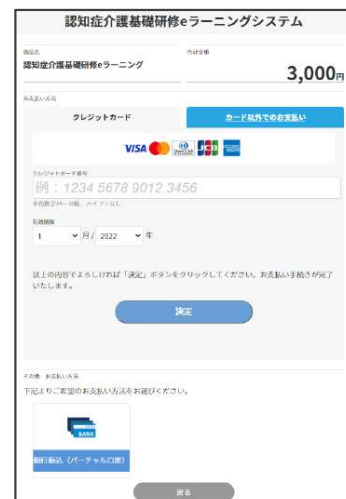 認知症介護基礎研修eラーニングシステム
商品名
認知症介護基礎研修eラーニング
合計金額
3,000円
お支払い方法
クレジットカード
カード以外でのお支払い
VISA
JCB
クレジットカード番号
例：1234 5678 9012 3456
有効期限
1 月 / 2022 年
以上の内容でよろしければ「決定」ボタンをクリックしてください。お支払い手続きが完了
いたします。
決定
その他 お支払い方法
下記よりご希望のお支払い方法をお選びください。
BANK
銀行振込（バーチャル口座）
戻る